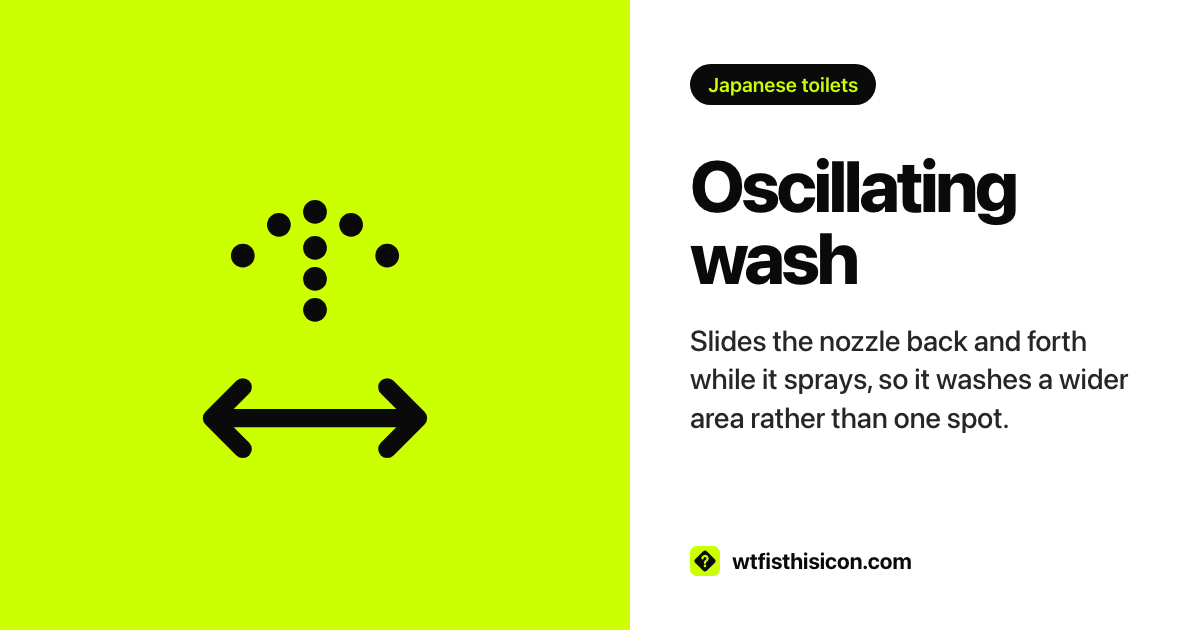 Japanese toilets
Oscillating
wash
Slides the nozzle back and forth
while it sprays, so it washes a wider
area rather than one spot.
?
wtfisthisicon.com